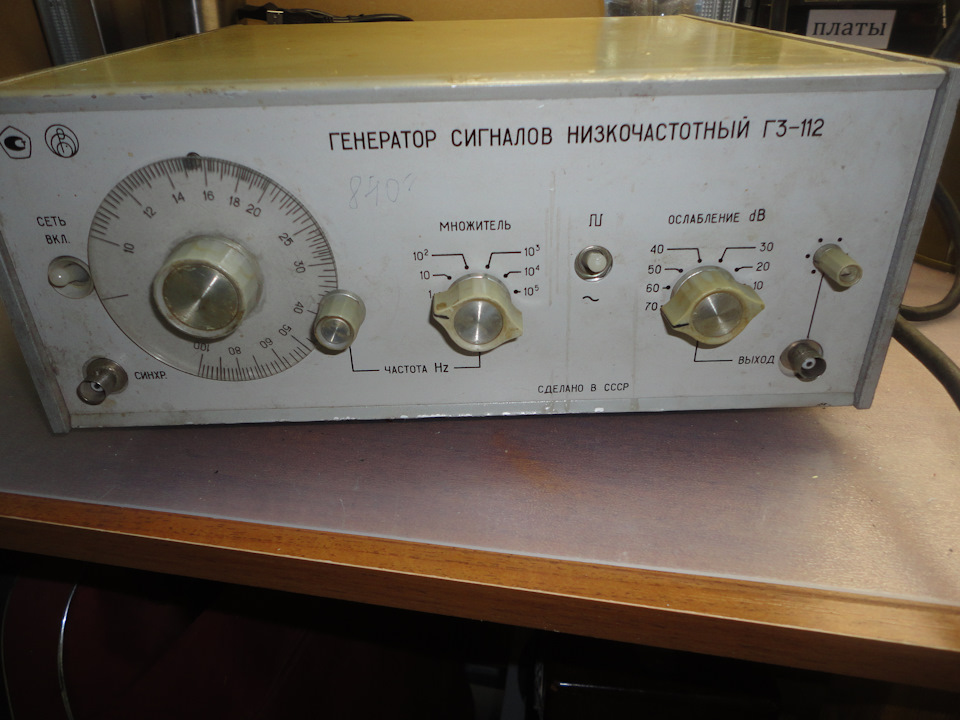 платы
ГЕНЕРАТОР СИГНАЛОВ НИЗКОЧАСТОТНЫЙ Г3-112
СЕТЬ
ВКЛ.
10 12 14 16 18 20 25 30 40 50 60 80 100
МНОЖИТЕЛЬ
10² 10³
10 10⁴
1 10⁵
ЧАСТОТА Hz
~
ОСЛАБЛЕНИЕ dB
40 30
50 20
60 10
70
ВЫХОД
СИНХР.
СДЕЛАНО В СССР